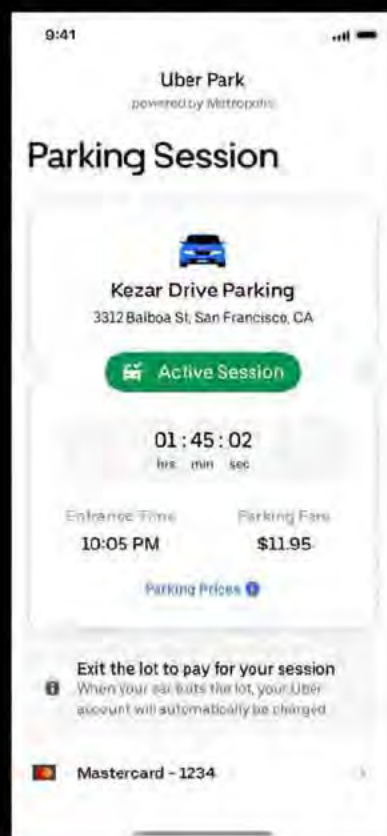 9:41
Uber Park
powered by Metropolis
Parking Session
Kezar Drive Parking
3312 Balboa St, San Francisco, CA
Active Session
01 : 45 : 02
hrs min sec
Entrance Time Parking Fare
10:05 PM $11.95
Parking Prices
Exit the lot to pay for your session
When your car exits the lot, your Uber
account will automatically be charged
Mastercard - 1234